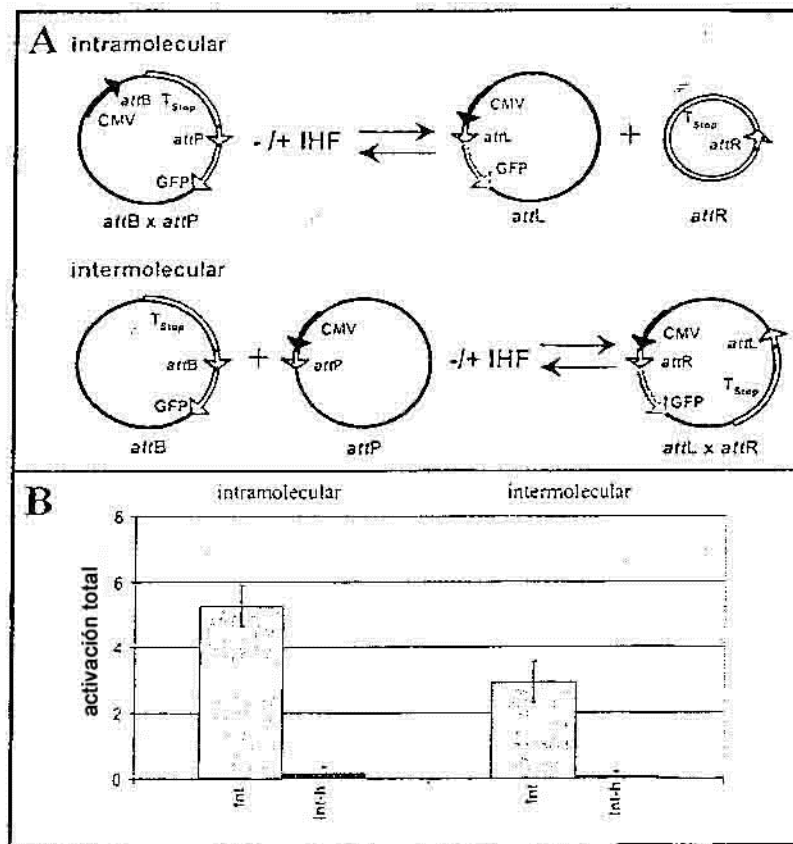 A
intramolecular
attB
TStop
CMV
attP
GFP
attB x attP
-/+ IHF
CMV
attL
GFP
attL
+
TStop
attR
attR
intermolecular
TStop
attB
GFP
attB
+
CMV
attP
attP
-/+ IHF
CMV
attL
attR
GFP
TStop
attL x attR
B
intramolecular
intermolecular
activación total
8
6
4
2
0
Int
Int-h
Int
Int-h